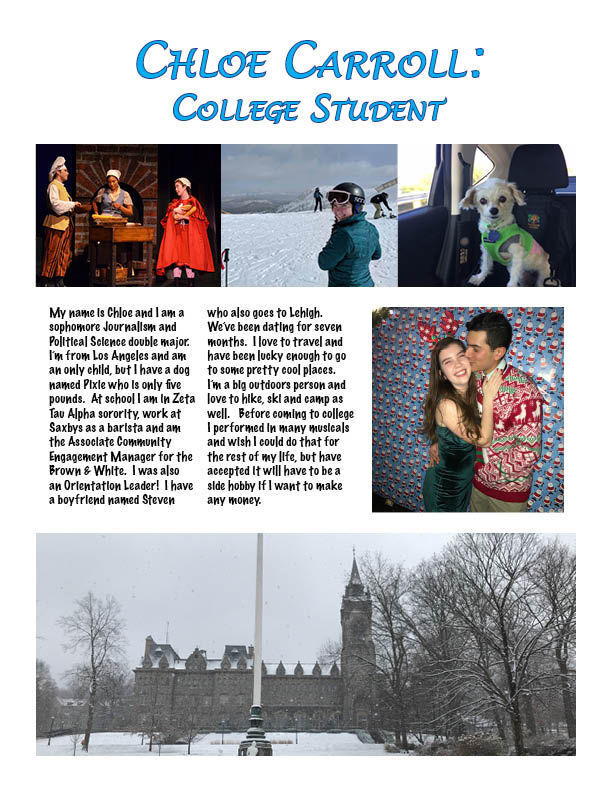 Chloe Carroll:
College Student
My name is Chloe and I am a
sophomore Journalism and
Political Science double major.
I'm from Los Angeles and am
an only child, but I have a dog
named Pixie who is only five
pounds.  At school I am in Zeta
Tau Alpha sorority, work at
Saxbys as a barista and am
the Associate Community
Engagement Manager for the
Brown & White.  I was also
an Orientation Leader!  I have
a boyfriend named Steven
who also goes to Lehigh.
We've been dating for seven
months.  I love to travel and
have been lucky enough to go
to some pretty cool places.
I'm a big outdoors person and
love to hike, ski and camp as
well.   Before coming to college
I performed in many musicals
and wish I could do that for
the rest of my life, but have
accepted it will have to be a
side hobby if I want to make
any money.